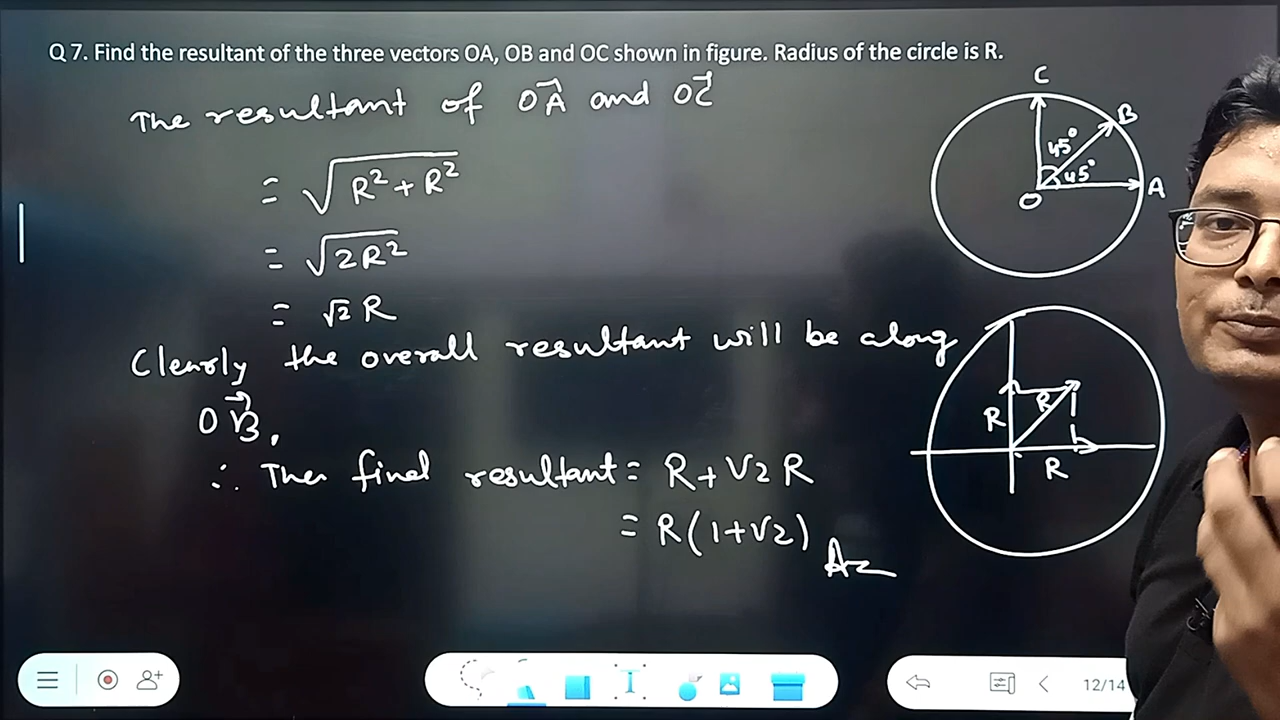 Q 7. Find the resultant of the three vectors OA, OB and OC shown in figure. Radius of the circle is R.
The resultant of OA⃗ and OC⃗
= √R² + R²
= √2R²
= √2 R
Clearly the overall resultant will be along
OB⃗.
∴ Then final resultant = R + √2 R
= R(1+√2)
C
B
45°
45°
A
O
R
R
R
12/14